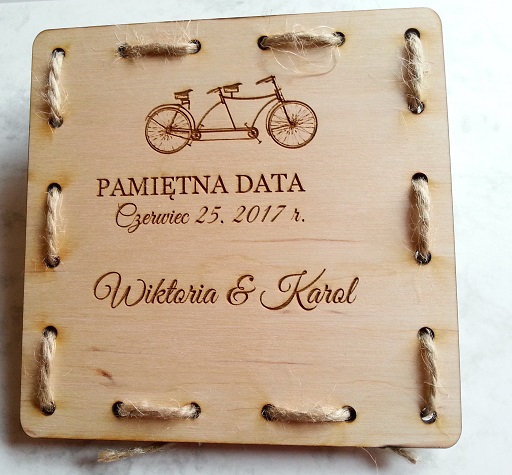 PAMIĘTNA DATA
Czerwiec 25, 2017 r.
Wiktoria & Karol